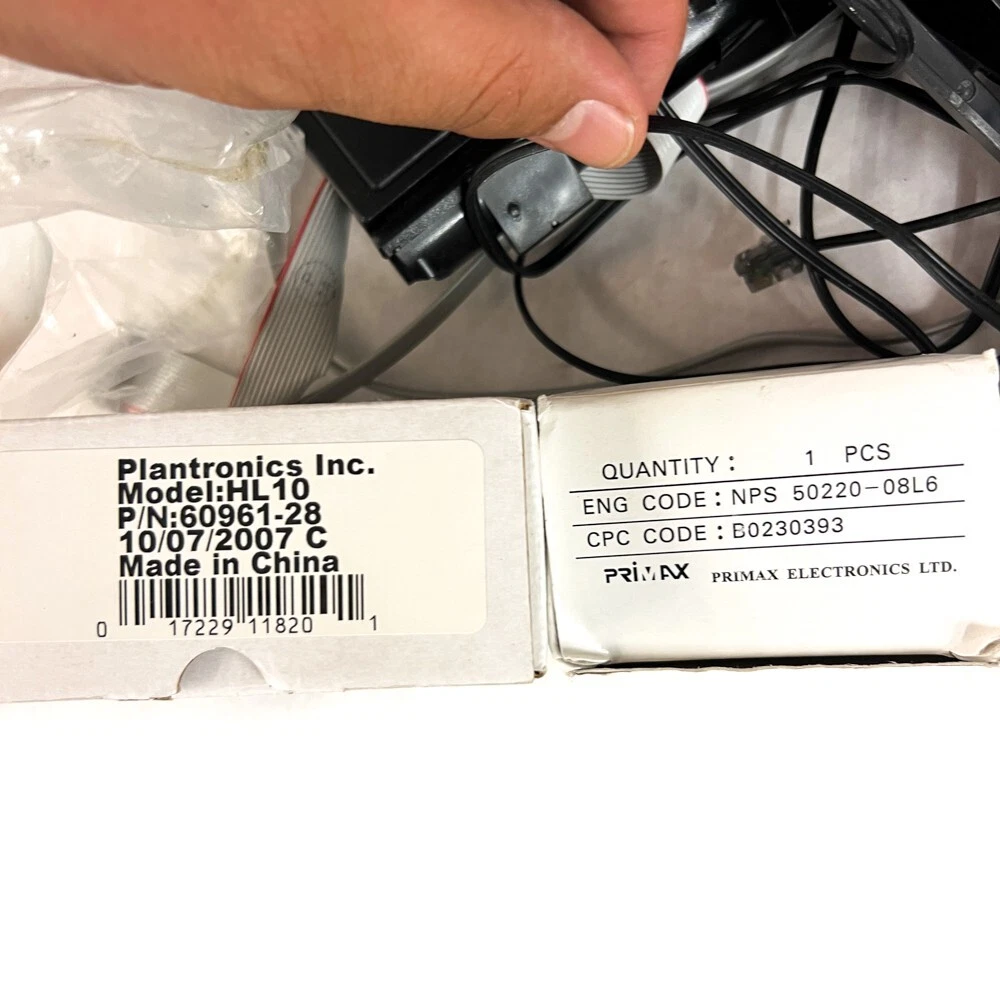 Plantronics Inc.
Model:HL10
P/N:60961-28
10/07/2007 C
Made in China
0 17229 11820 1
QUANTITY: 1 PCS
ENG CODE: NPS 50220-08L6
CPC CODE: B0230393
PRIMAX PRIMAX ELECTRONICS LTD.